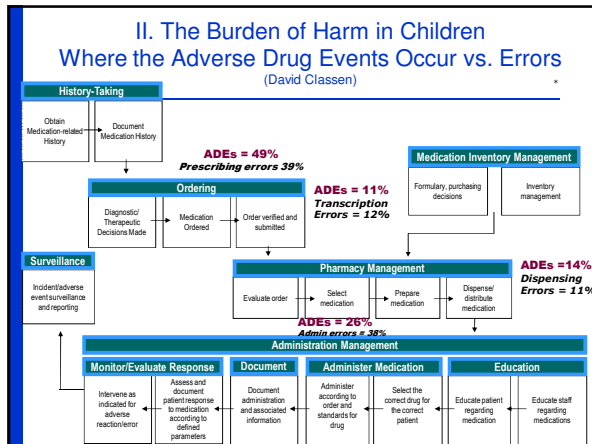 II. The Burden of Harm in Children
Where the Adverse Drug Events Occur vs. Errors
(David Classen)
*
History-Taking
Obtain
Medication-related
History
Document
Medication History
ADEs = 49%
Prescribing errors 39%
Medication Inventory Management
Formulary, purchasing
decisions
Inventory
management
Ordering
Diagnostic/
Therapeutic
Decisions Made
Medication
Ordered
Order verified and
submitted
ADEs = 11%
Transcription
Errors = 12%
Surveillance
Incident/adverse
event surveillance
and reporting
Pharmacy Management
Evaluate order
Select
medication
Prepare
medication
Dispense/
distribute
medication
ADEs =14%
Dispensing
Errors = 11%
ADEs = 26%
Admin errors = 38%
Administration Management
Monitor/Evaluate Response
Intervene as
indicated for
adverse
reaction/error
Assess and
document
patient response
to medication
according to
defined
parameters
Document
Document
administration and
associated
information
Administer Medication
Administer
according to
order and
standards for
drug
Select the
correct drug for
the correct
patient
Education
Educate patient
regarding
medication
Educate staff
regarding
medications